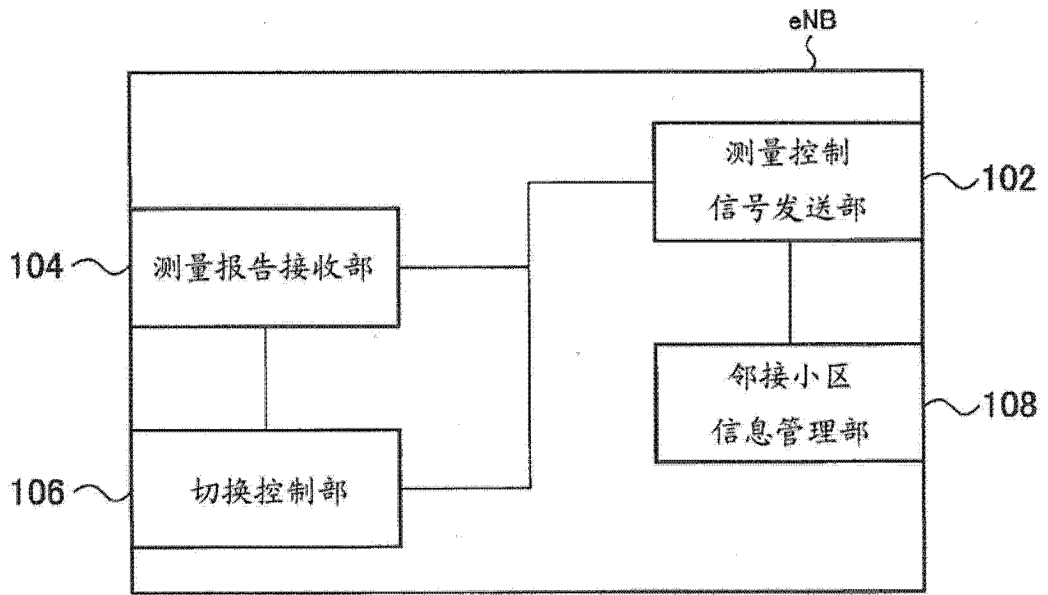 eNB
测量控制
信号发送部
102
104
测量报告接收部
邻接小区
信息管理部
108
106
切换控制部